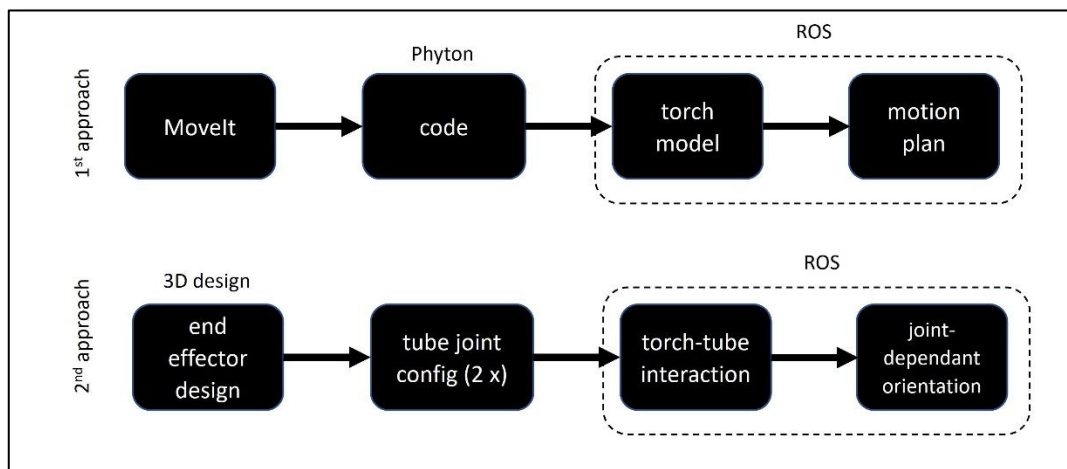 ROS
Phyton
1st approach
MoveIt
code
torch
model
motion
plan
ROS
3D design
2nd approach
end
effector
design
tube joint
config (2 x)
torch-tube
interaction
joint-
dependant
orientation